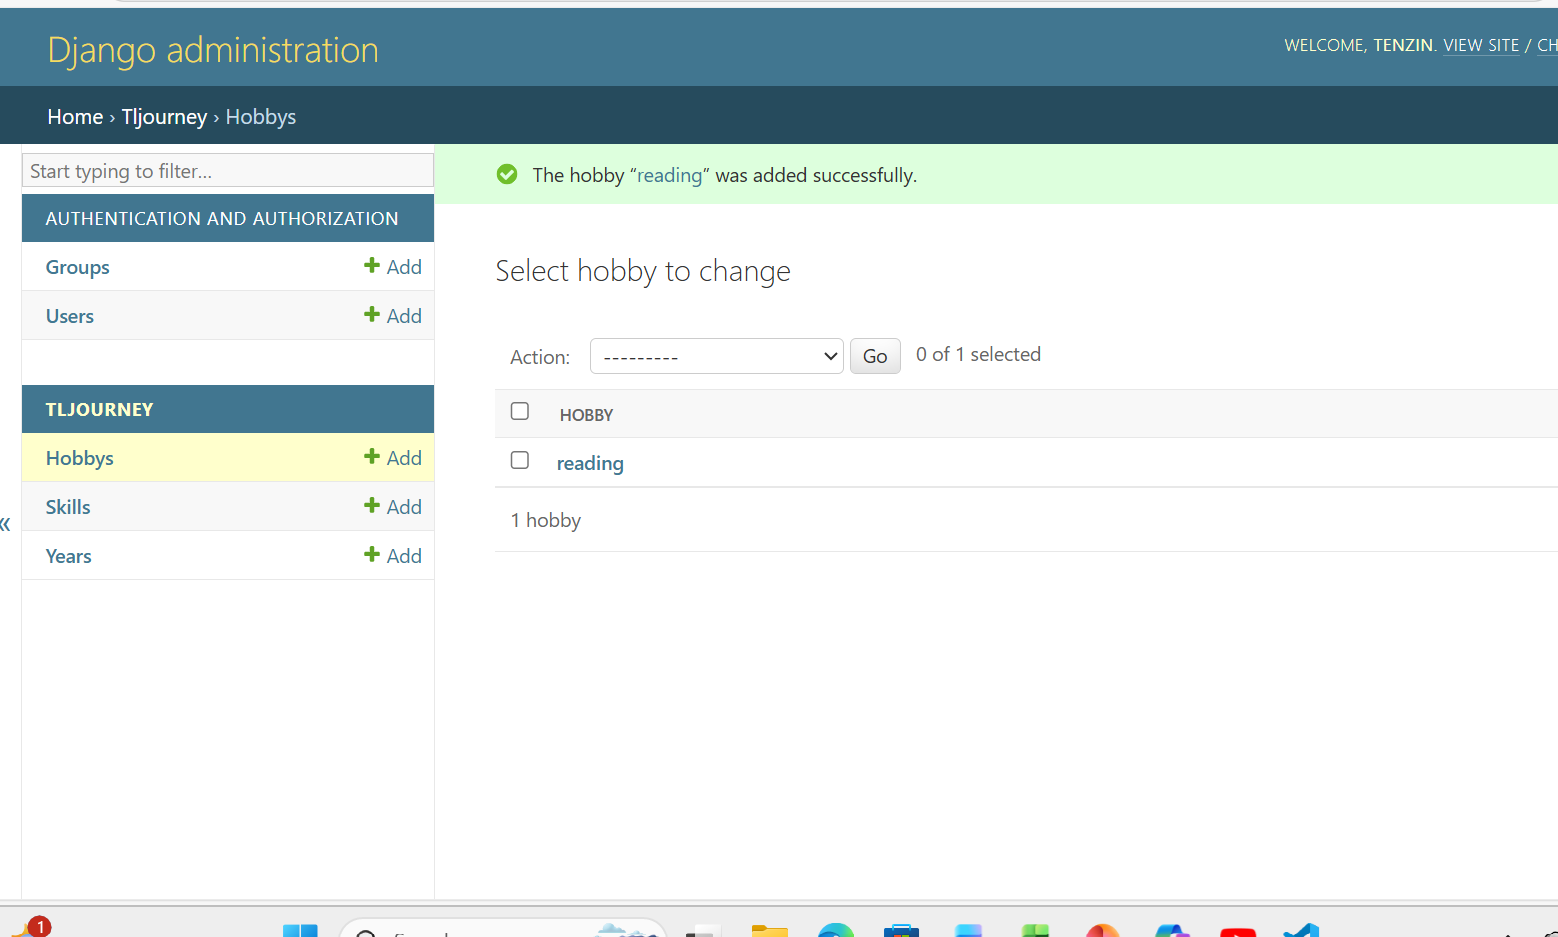 Django administration
WELCOME, TENZIN. VIEW SITE / CH
Home › Tljourney › Hobbys
Start typing to filter...
The hobby “reading” was added successfully.
AUTHENTICATION AND AUTHORIZATION
Groups Add
Users Add
Select hobby to change
Action: --------- Go 0 of 1 selected
TLJOURNEY
HOBBY
Hobbys Add
reading
Skills Add
1 hobby
«
Years Add
1